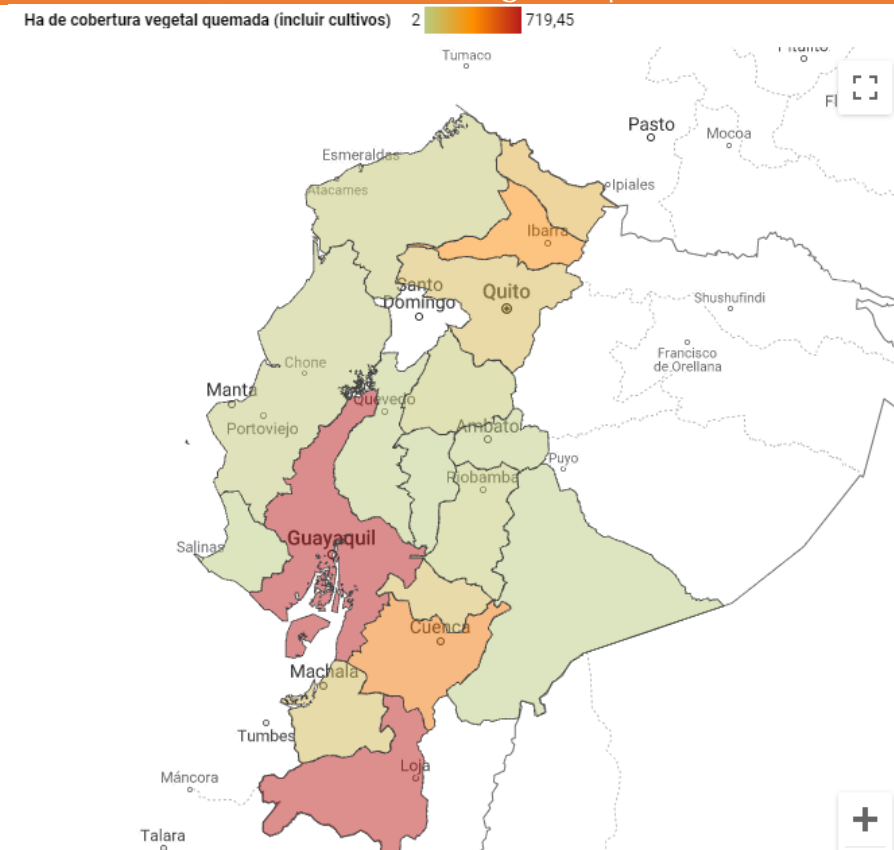 Ha de cobertura vegetal quemada (incluir cultivos) 2 719,45
Tumaco
Pasto
Mocoa
Esmeraldas
Atacames
Ipiales
Ibarra
Santo
Domingo
Quito
Shushufindi
Francisco
de Orellana
Chone
Manta
Quevedo
Portoviejo
Ambato
Puyo
Riobamba
Guayaquil
Salinas
Cuenca
Machala
Tumbes
Loja
Máncora
Talara